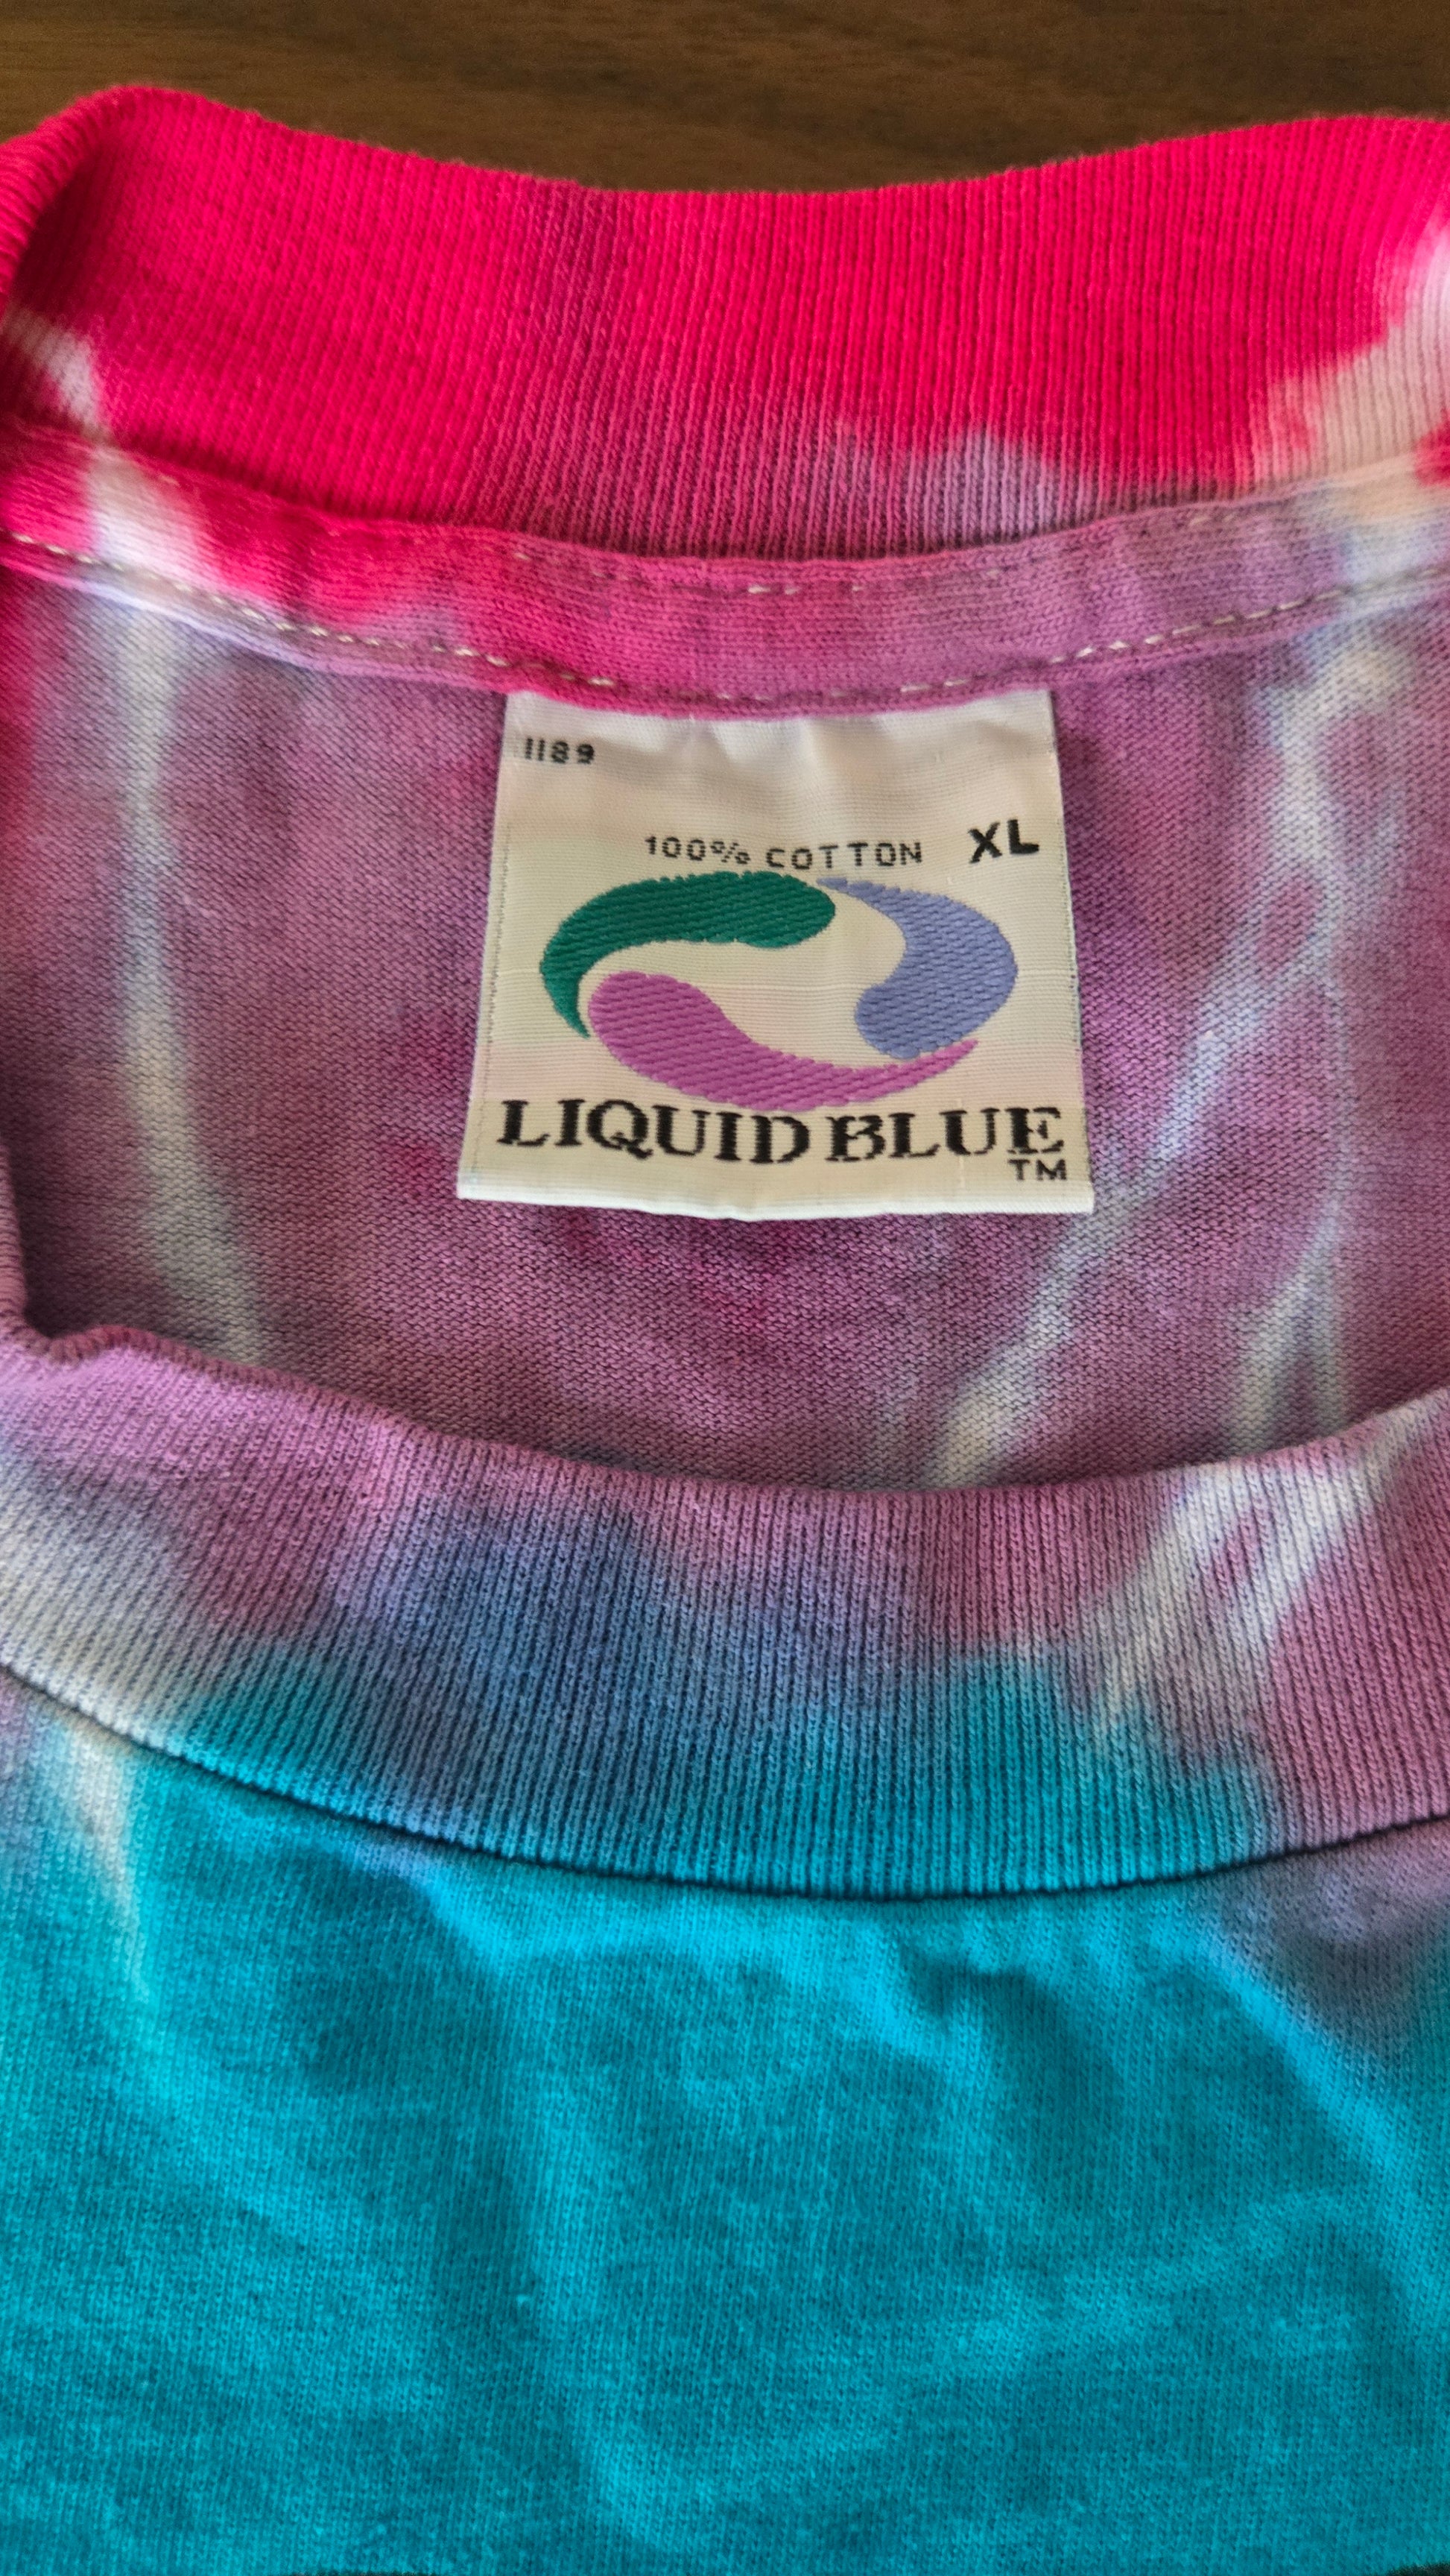 1189
100% COTTON XL
LIQUID BLUE
TM